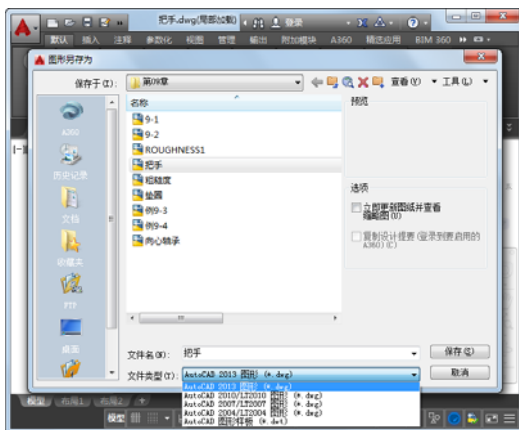 把手.dwg(局部加载)
登录
默认 插入 注释 参数化 视图 管理 输出 附加模块 A360 精选应用 BIM 360
图形另存为
保存于(I): 第09章 查看(V) 工具(L)
名称
预览
A360
9-1
9-2
ROUGHNESS1
历史记录
把手
粗糙度
垫圈
文档
例9-3
例9-4
向心轴承
收藏夹
FTP
桌面
选项
立即更新图纸并查看
缩略图(U)
复制设计提要(登录到要启用的
A360)(C)
文件名(N): 把手 保存(S)
文件类型(T): AutoCAD 2013 图形 (*.dwg) 取消
AutoCAD 2013 图形 (*.dwg)
AutoCAD 2010/LT2010 图形 (*.dwg)
AutoCAD 2007/LT2007 图形 (*.dwg)
AutoCAD 2004/LT2004 图形 (*.dwg)
AutoCAD 图形样板 (*.dwt)
模型 布局1 布局2
模型